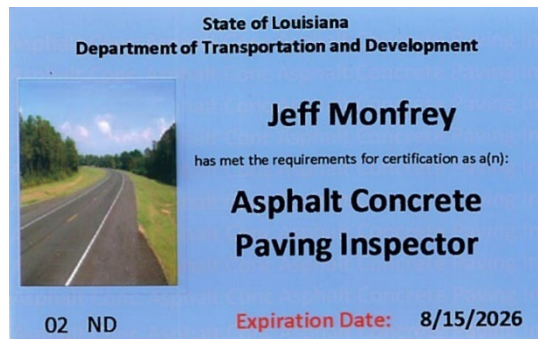 State of Louisiana
Department of Transportation and Development
Jeff Monfrey
has met the requirements for certification as a(n):
Asphalt Concrete
Paving Inspector
02 ND
Expiration Date: 8/15/2026